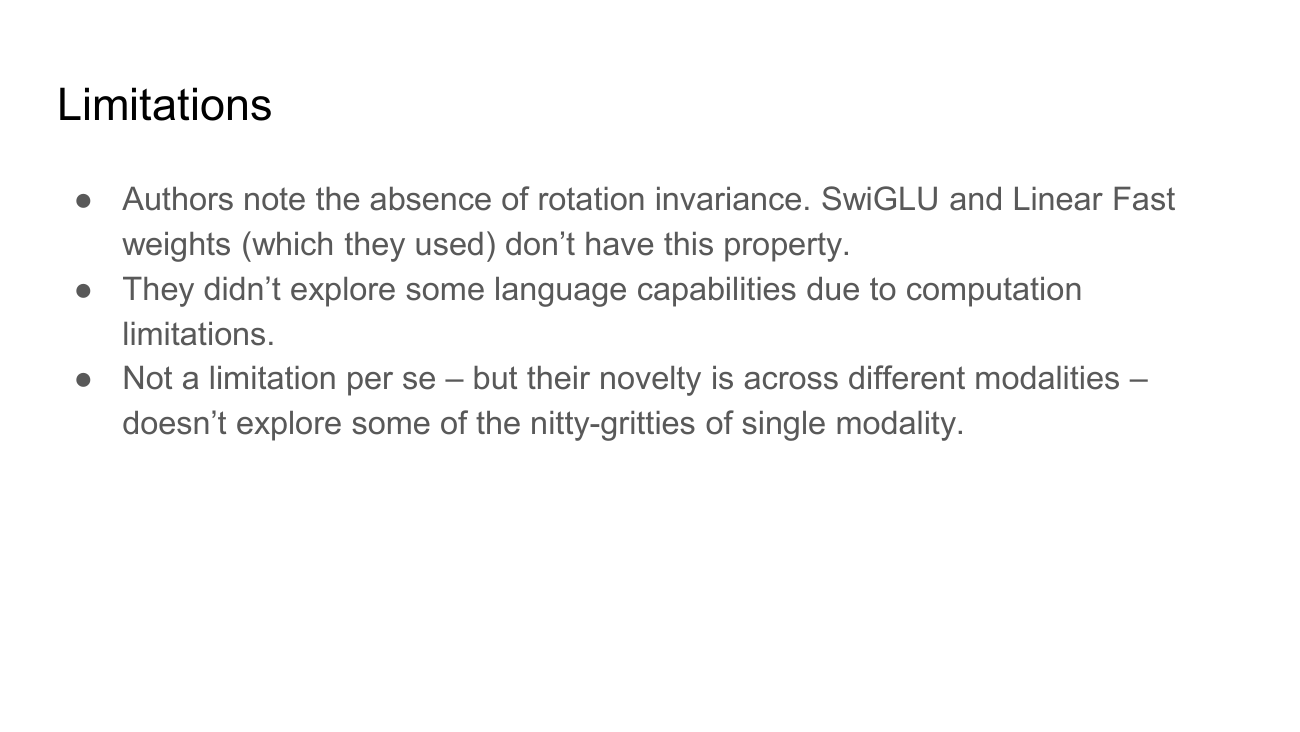 Limitations
● Authors note the absence of rotation invariance. SwiGLU and Linear Fast
weights (which they used) don’t have this property.
● They didn’t explore some language capabilities due to computation
limitations.
● Not a limitation per se – but their novelty is across different modalities –
doesn’t explore some of the nitty-gritties of single modality.